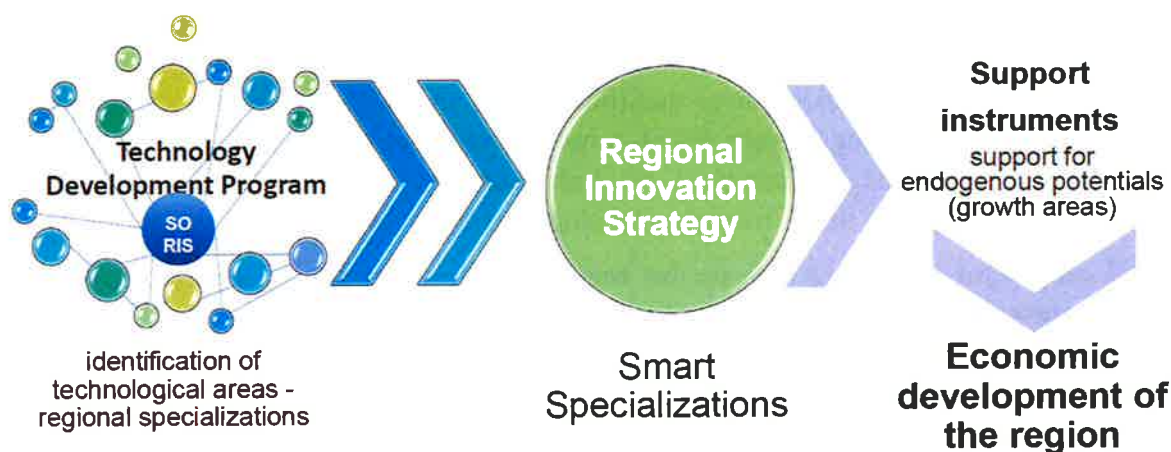 Technology
Development Program
SO
RIS
identification of
technological areas -
regional specializations
Regional
Innovation
Strategy
Smart
Specializations
Support
instruments
support for
endogenous potentials
(growth areas)
Economic
development of
the region